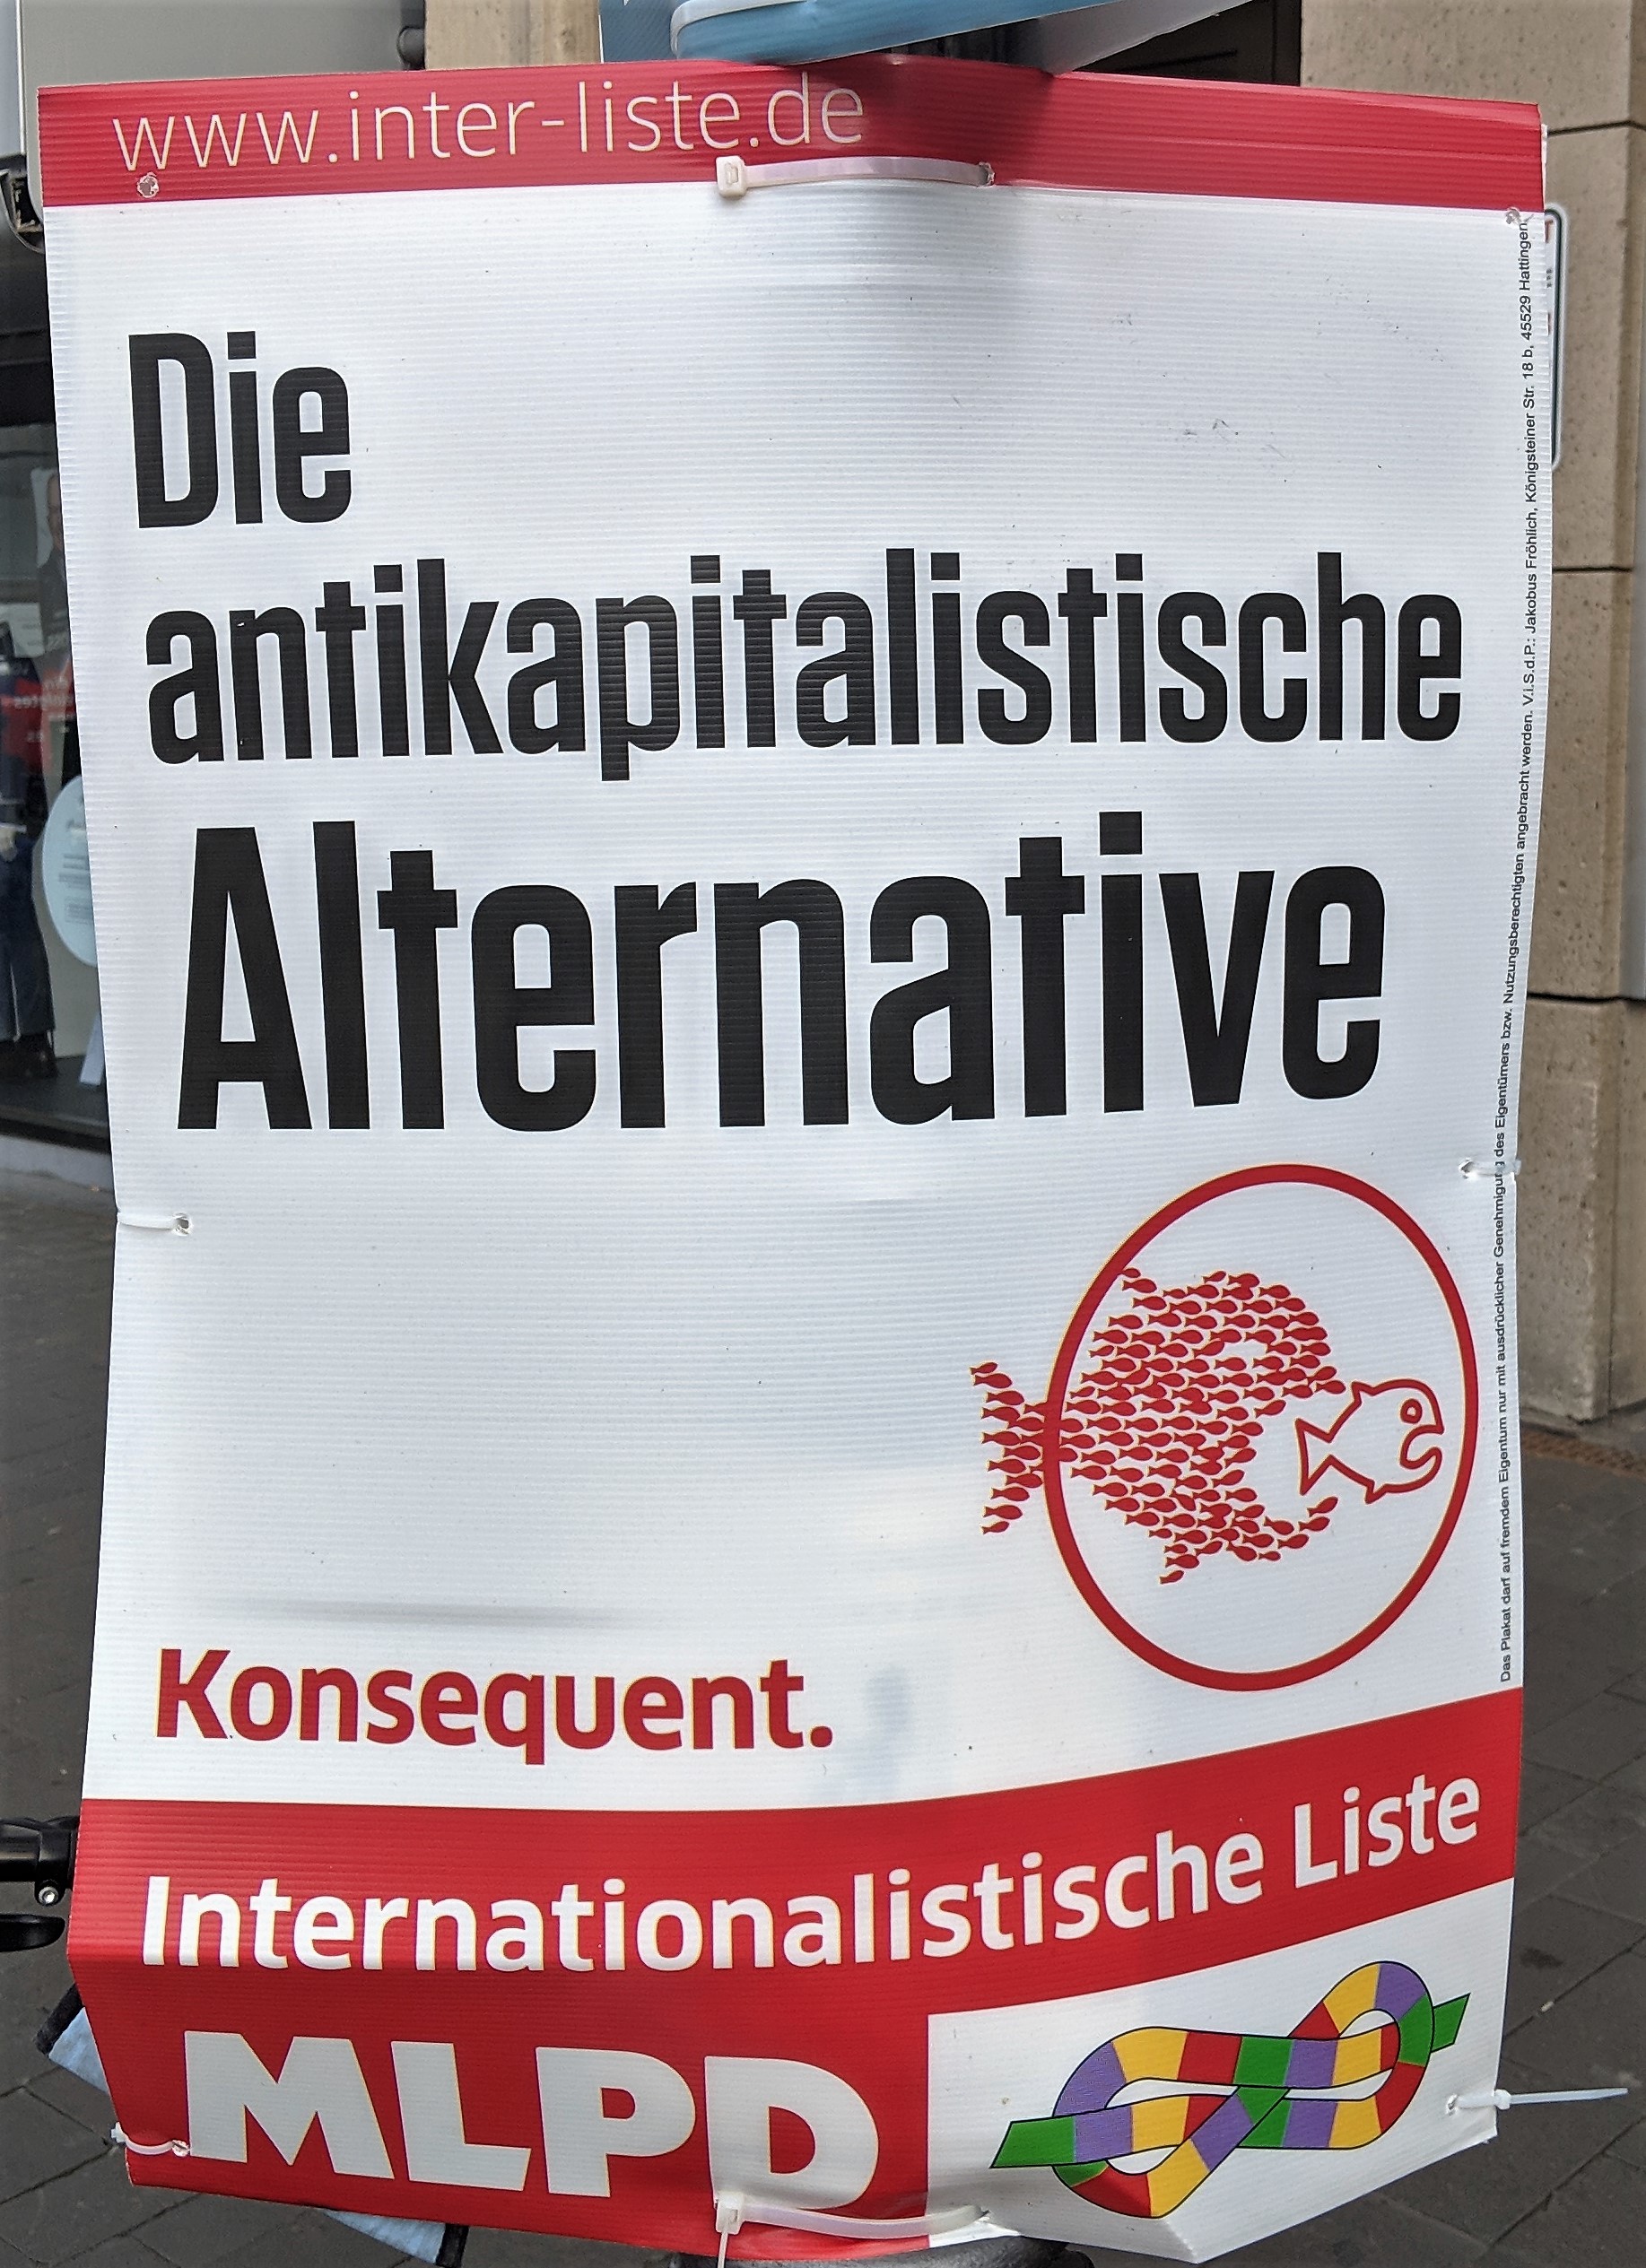 www.inter-liste.de
Die
antikapitalistische
Alternative
Konsequent.
Internationalistische Liste
MLPD
Das Plakat darf auf fremdem Eigentum nur mit ausdrücklicher Genehmigung des Eigentümers bzw. Nutzungsberechtigten angebracht werden. V.i.S.d.P.: Jakobus Fröhlich, Königsteiner Str. 18 b, 45529 Hattingen